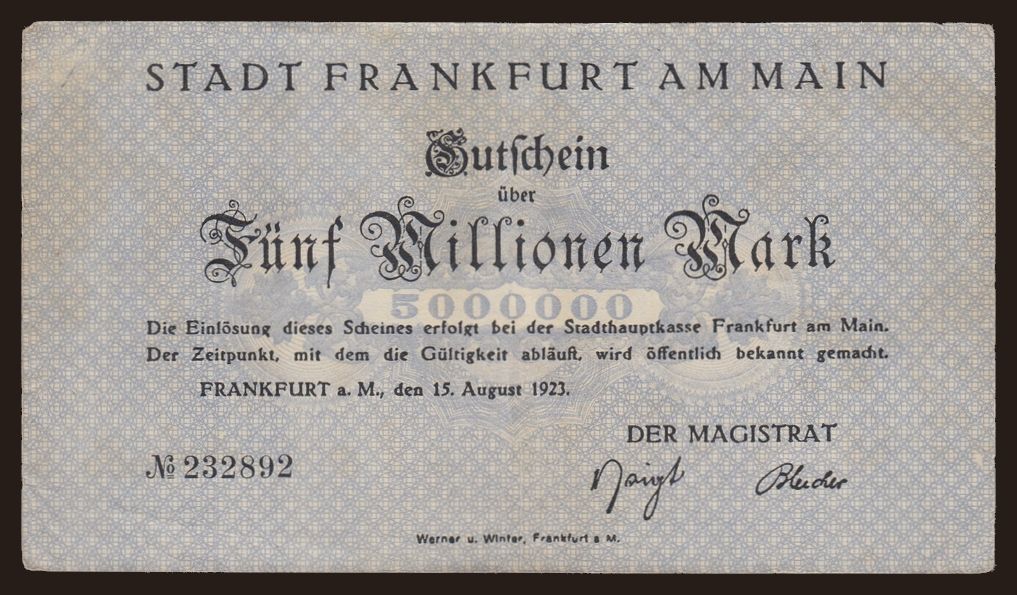 STADT FRANKFURT AM MAIN
Gutschein
über
Fünf Millionen Mark
5000000
Die Einlösung dieses Scheines erfolgt bei der Stadthauptkasse Frankfurt am Main.
Der Zeitpunkt, mit dem die Gültigkeit abläuft, wird öffentlich bekannt gemacht.
FRANKFURT a. M., den 15. August 1923.
DER MAGISTRAT
№ 232892
Werner u. Winter, Frankfurt a M.